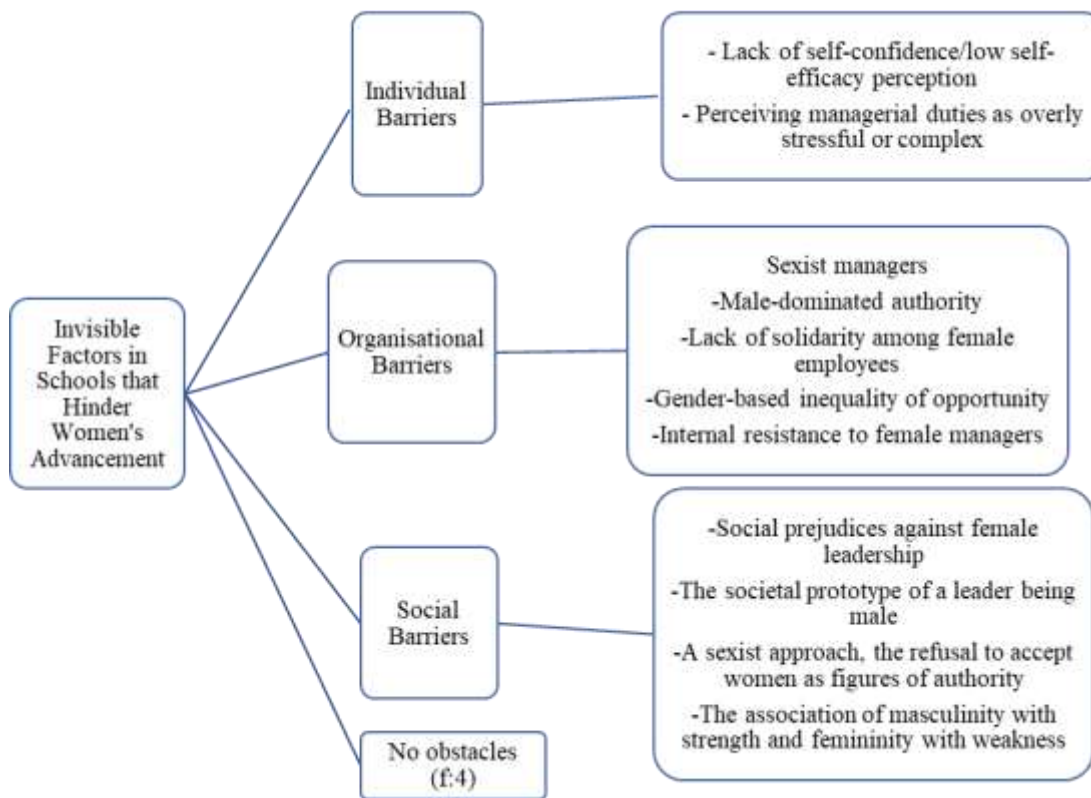 Invisible
Factors in
Schools that
Hinder
Women's
Advancement
Individual
Barriers
- Lack of self-confidence/low self-
efficacy perception
- Perceiving managerial duties as overly
stressful or complex
Organisational
Barriers
Sexist managers
-Male-dominated authority
-Lack of solidarity among female
employees
-Gender-based inequality of opportunity
-Internal resistance to female managers
Social
Barriers
-Social prejudices against female
leadership
-The societal prototype of a leader being
male
-A sexist approach, the refusal to accept
women as figures of authority
-The association of masculinity with
strength and femininity with weakness
No obstacles
(f:4)